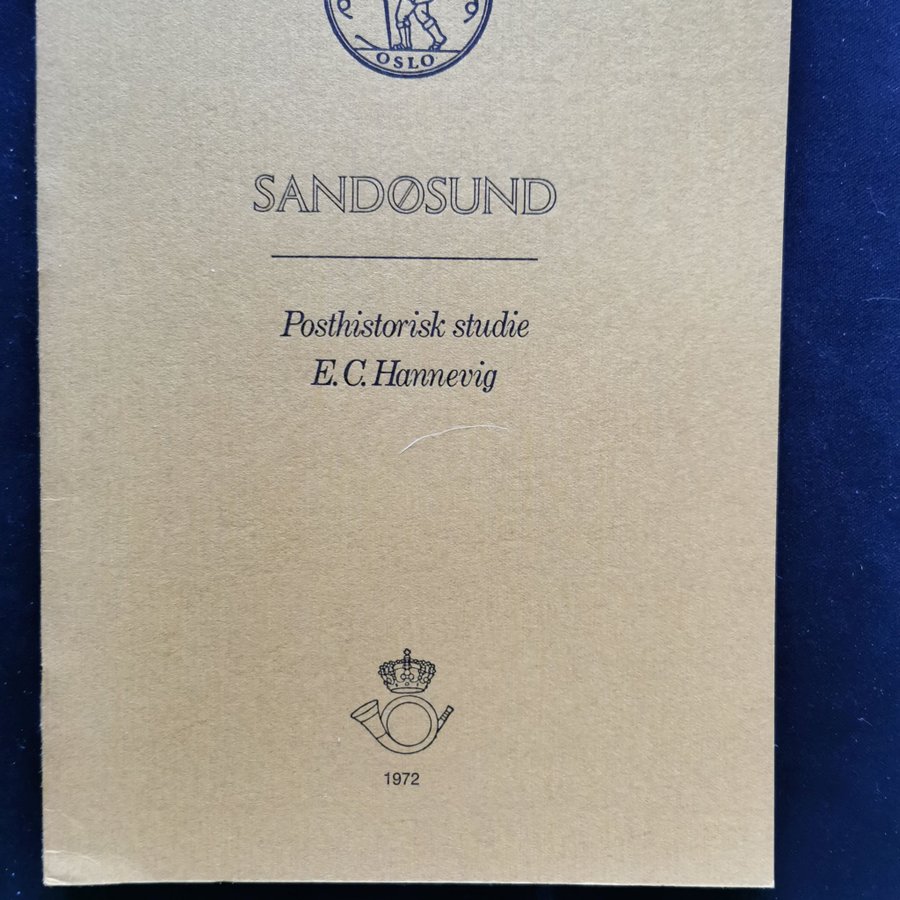 OSLO
SANDØSUND
Posthistorisk studie
E. C. Hannevig
1972